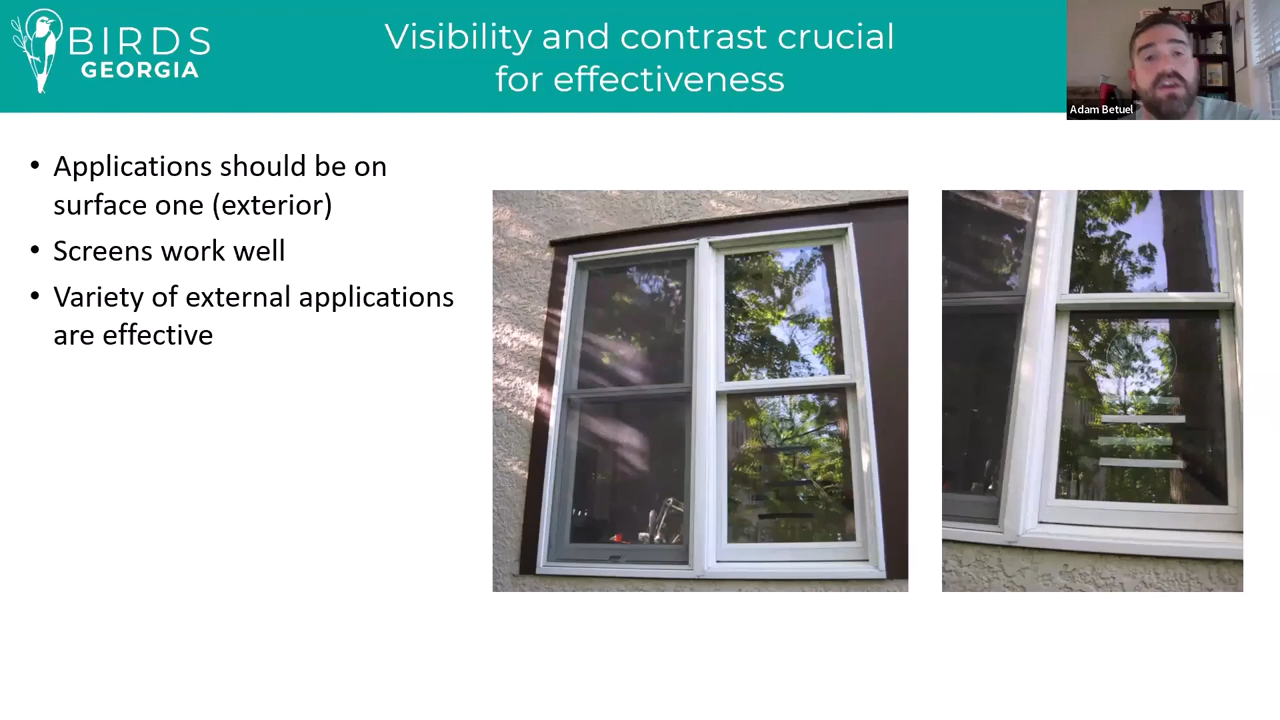 BIRDS
GEORGIA
Visibility and contrast crucial
for effectiveness
Adam Betuel
• Applications should be on
surface one (exterior)
• Screens work well
• Variety of external applications
are effective